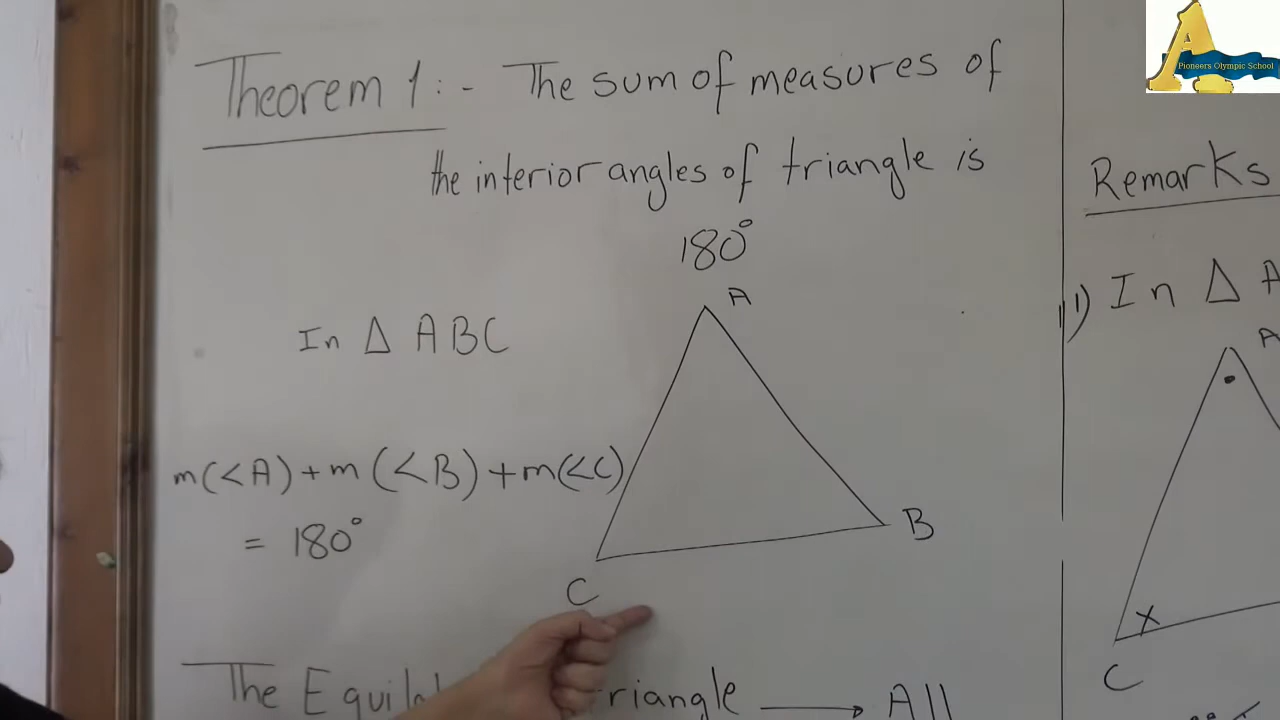 Theorem 1:- The sum of measures of
the interior angles of triangle is
180°
A
In Δ ABC
m(<A)+m(<B)+m(<C)
= 180°
B
C
The
riangle → All
Remarks
1) In Δ A
A
X
C
A
Pioneers Olympic School